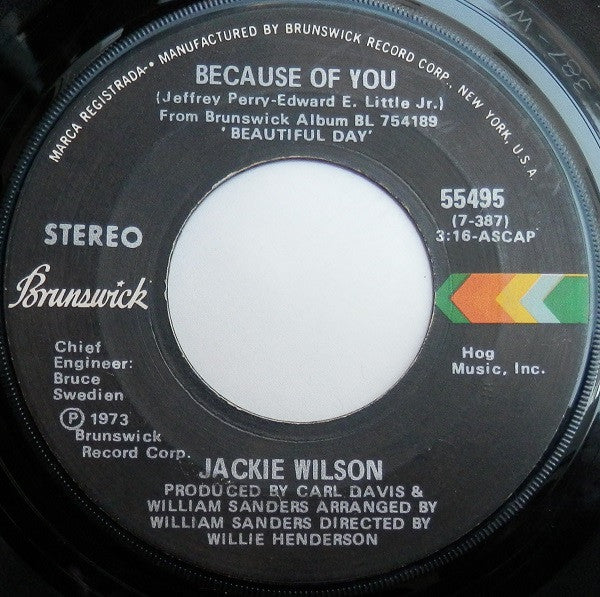 MARCA REGISTRADA • MANUFACTURED BY BRUNSWICK RECORD CORP., NEW YORK, U.S.A.
BECAUSE OF YOU
(Jeffrey Perry-Edward E. Little Jr.)
From Brunswick Album BL 754189
'BEAUTIFUL DAY'
STEREO
55495
(7-387)
3:16-ASCAP
Brunswick
Chief
Engineer:
Bruce
Swedien
Ⓟ 1973
Brunswick
Record Corp.
Hog
Music, Inc.
JACKIE WILSON
PRODUCED BY CARL DAVIS &
WILLIAM SANDERS ARRANGED BY
WILLIAM SANDERS DIRECTED BY
WILLIE HENDERSON